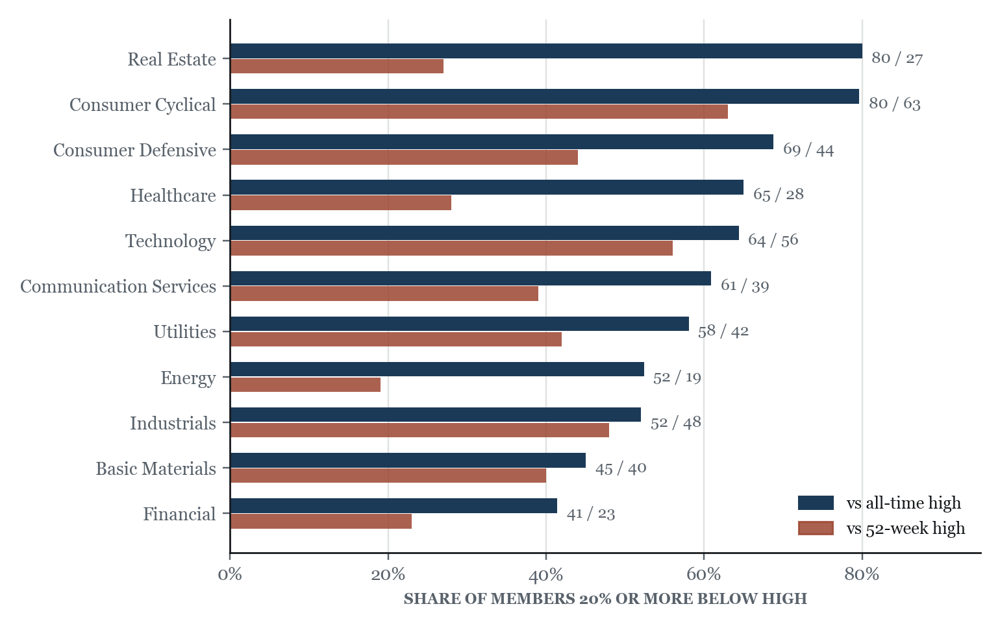 Real Estate 80 / 27
Consumer Cyclical 80 / 63
Consumer Defensive 69 / 44
Healthcare 65 / 28
Technology 64 / 56
Communication Services 61 / 39
Utilities 58 / 42
Energy 52 / 19
Industrials 52 / 48
Basic Materials 45 / 40
Financial 41 / 23
vs all-time high
vs 52-week high
0% 20% 40% 60% 80%
SHARE OF MEMBERS 20% OR MORE BELOW HIGH